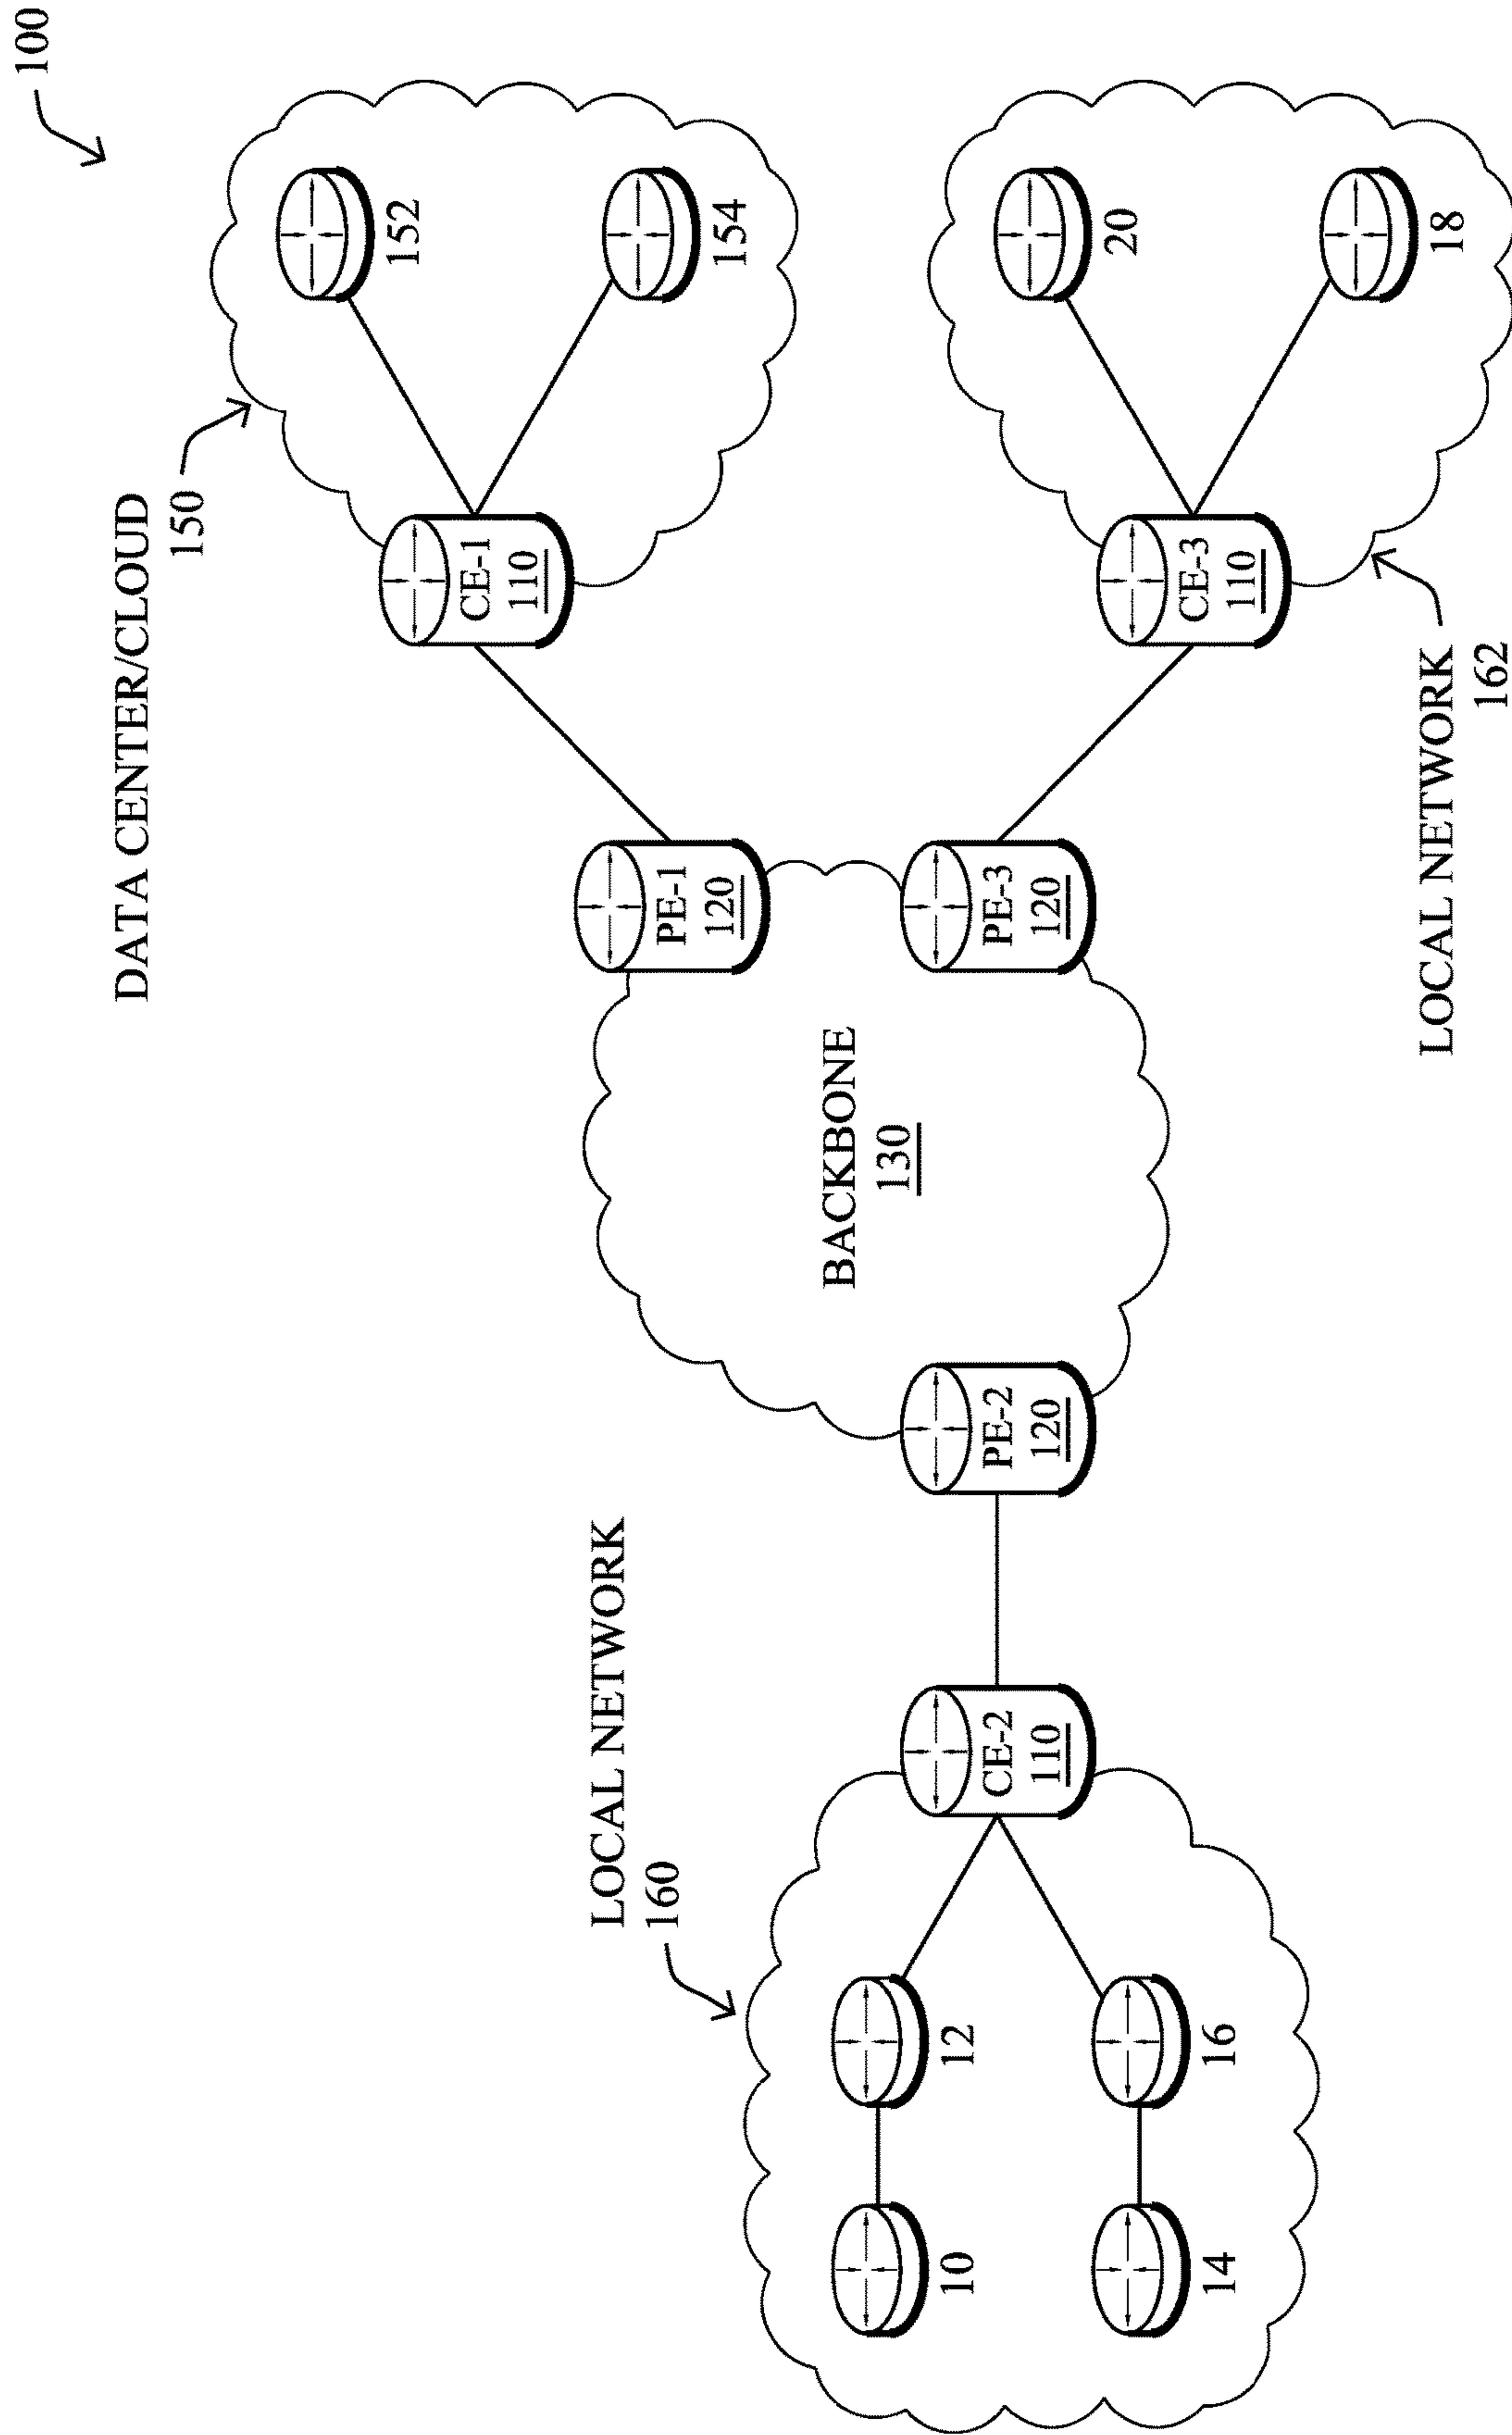 100
DATA CENTER/CLOUD
150
152
154
CE-1
110
PE-1
120
LOCAL NETWORK
160
BACKBONE
130
10
12
14
16
CE-2
110
PE-2
120
PE-3
120
CE-3
110
20
18
LOCAL NETWORK
162